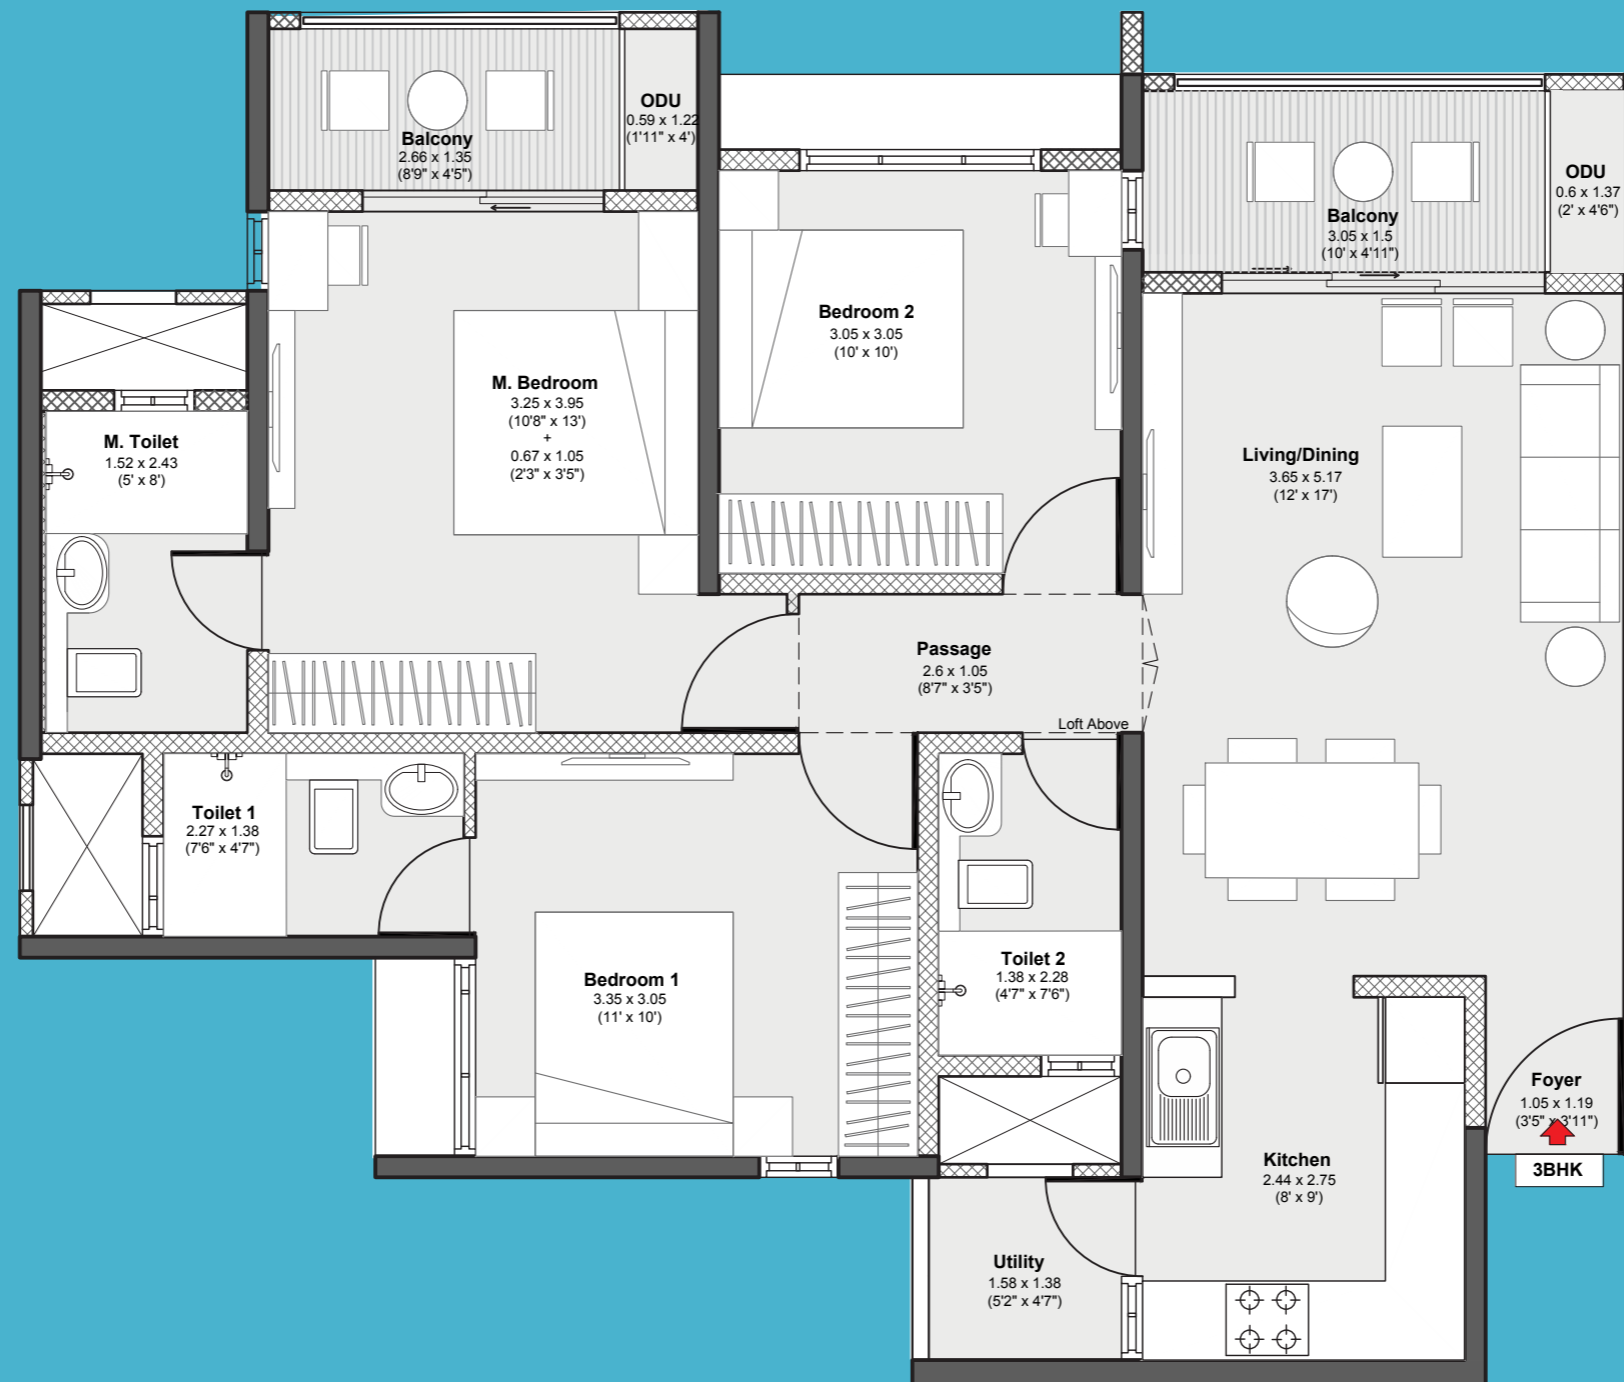 ODU
0.59 x 1.22
(1'11" x 4')
Balcony
2.66 x 1.35
(8'9" x 4'5")
ODU
0.6 x 1.37
(2' x 4'6")
Balcony
3.05 x 1.5
(10' x 4'11")
Bedroom 2
3.05 x 3.05
(10' x 10')
M. Bedroom
3.25 x 3.95
(10'8" x 13')
+
0.67 x 1.05
(2'3" x 3'5")
M. Toilet
1.52 x 2.43
(5' x 8')
Living/Dining
3.65 x 5.17
(12' x 17')
Passage
2.6 x 1.05
(8'7" x 3'5")
Loft Above
Toilet 1
2.27 x 1.38
(7'6" x 4'7")
Bedroom 1
3.35 x 3.05
(11' x 10')
Toilet 2
1.38 x 2.28
(4'7" x 7'6")
Foyer
1.05 x 1.19
(3'5" x 3'11")
3BHK
Kitchen
2.44 x 2.75
(8' x 9')
Utility
1.58 x 1.38
(5'2" x 4'7")